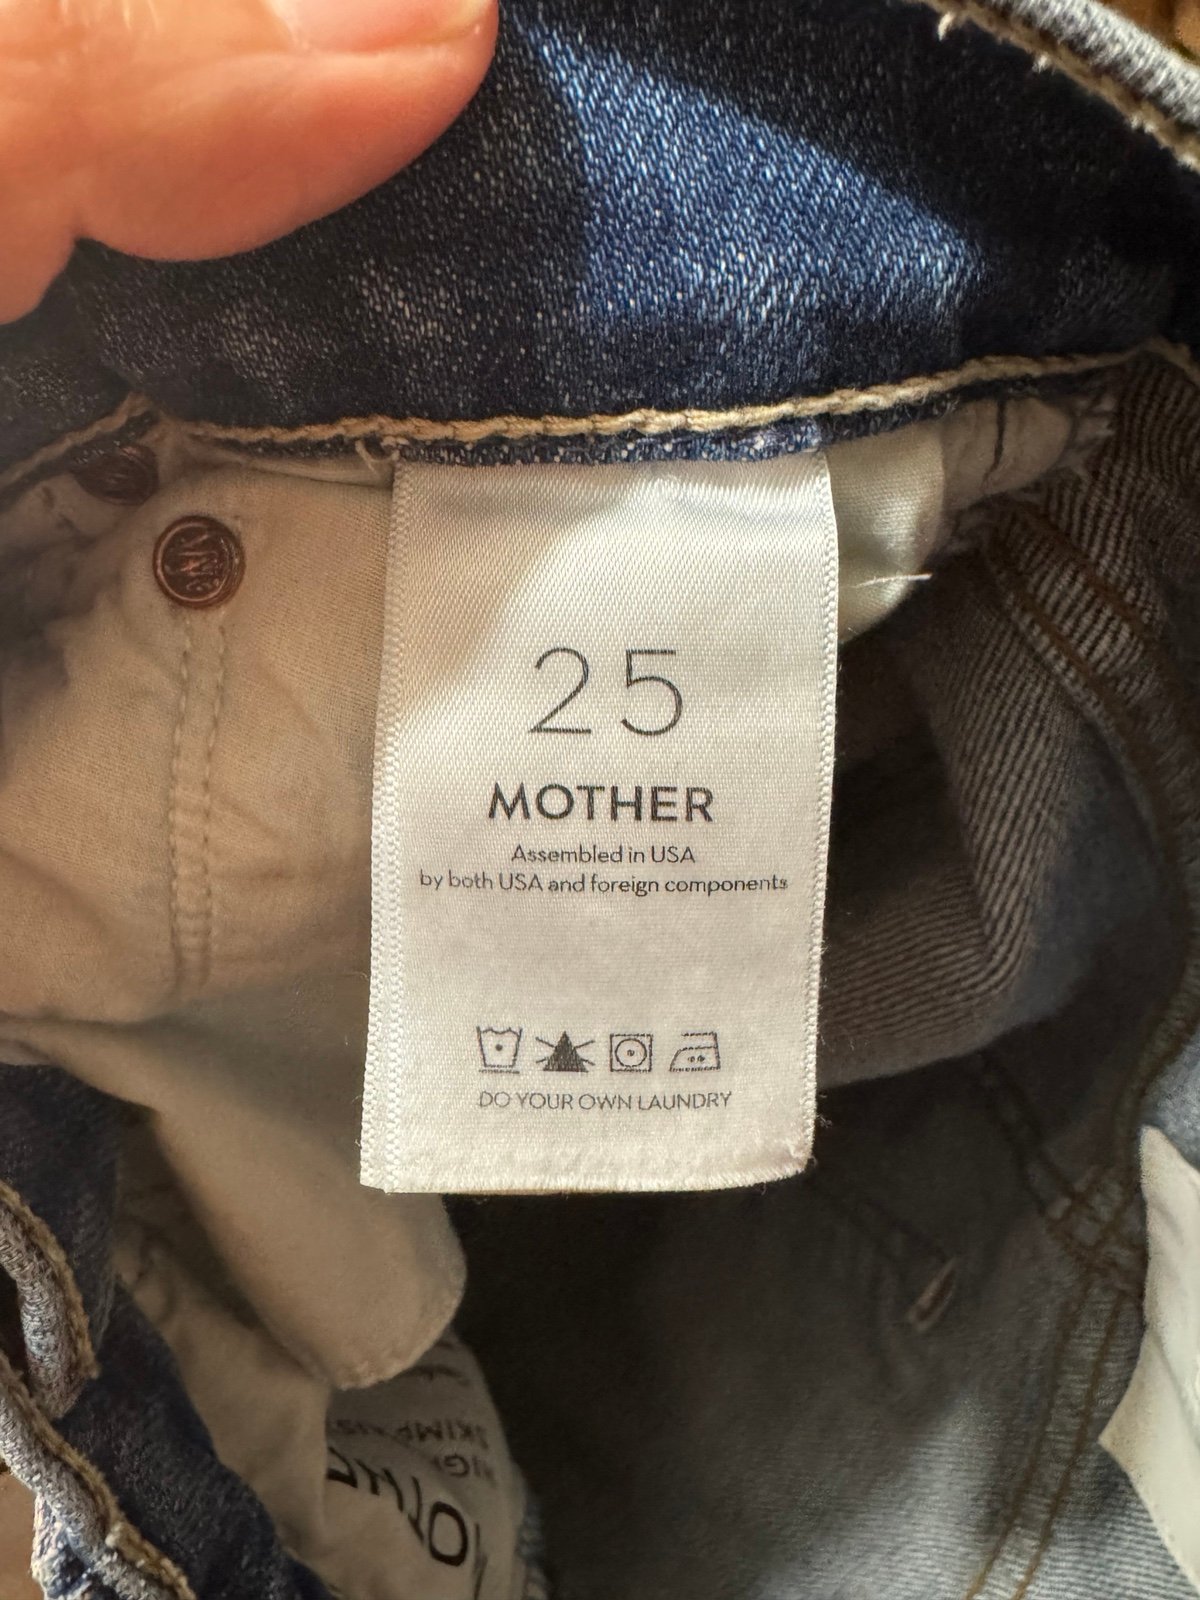 25
MOTHER
Assembled in USA
by both USA and foreign components
DO YOUR OWN LAUNDRY